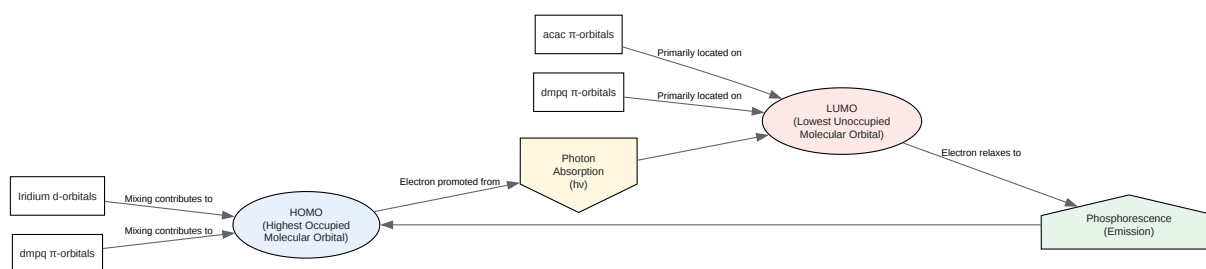 acac π-orbitals
Primarily located on
dmpq π-orbitals
Primarily located on
LUMO
(Lowest Unoccupied
Molecular Orbital)
Photon
Absorption
(hν)
Electron relaxes to
Iridium d-orbitals
Mixing contributes to
Electron promoted from
HOMO
(Highest Occupied
Molecular Orbital)
dmpq π-orbitals
Mixing contributes to
Phosphorescence
(Emission)